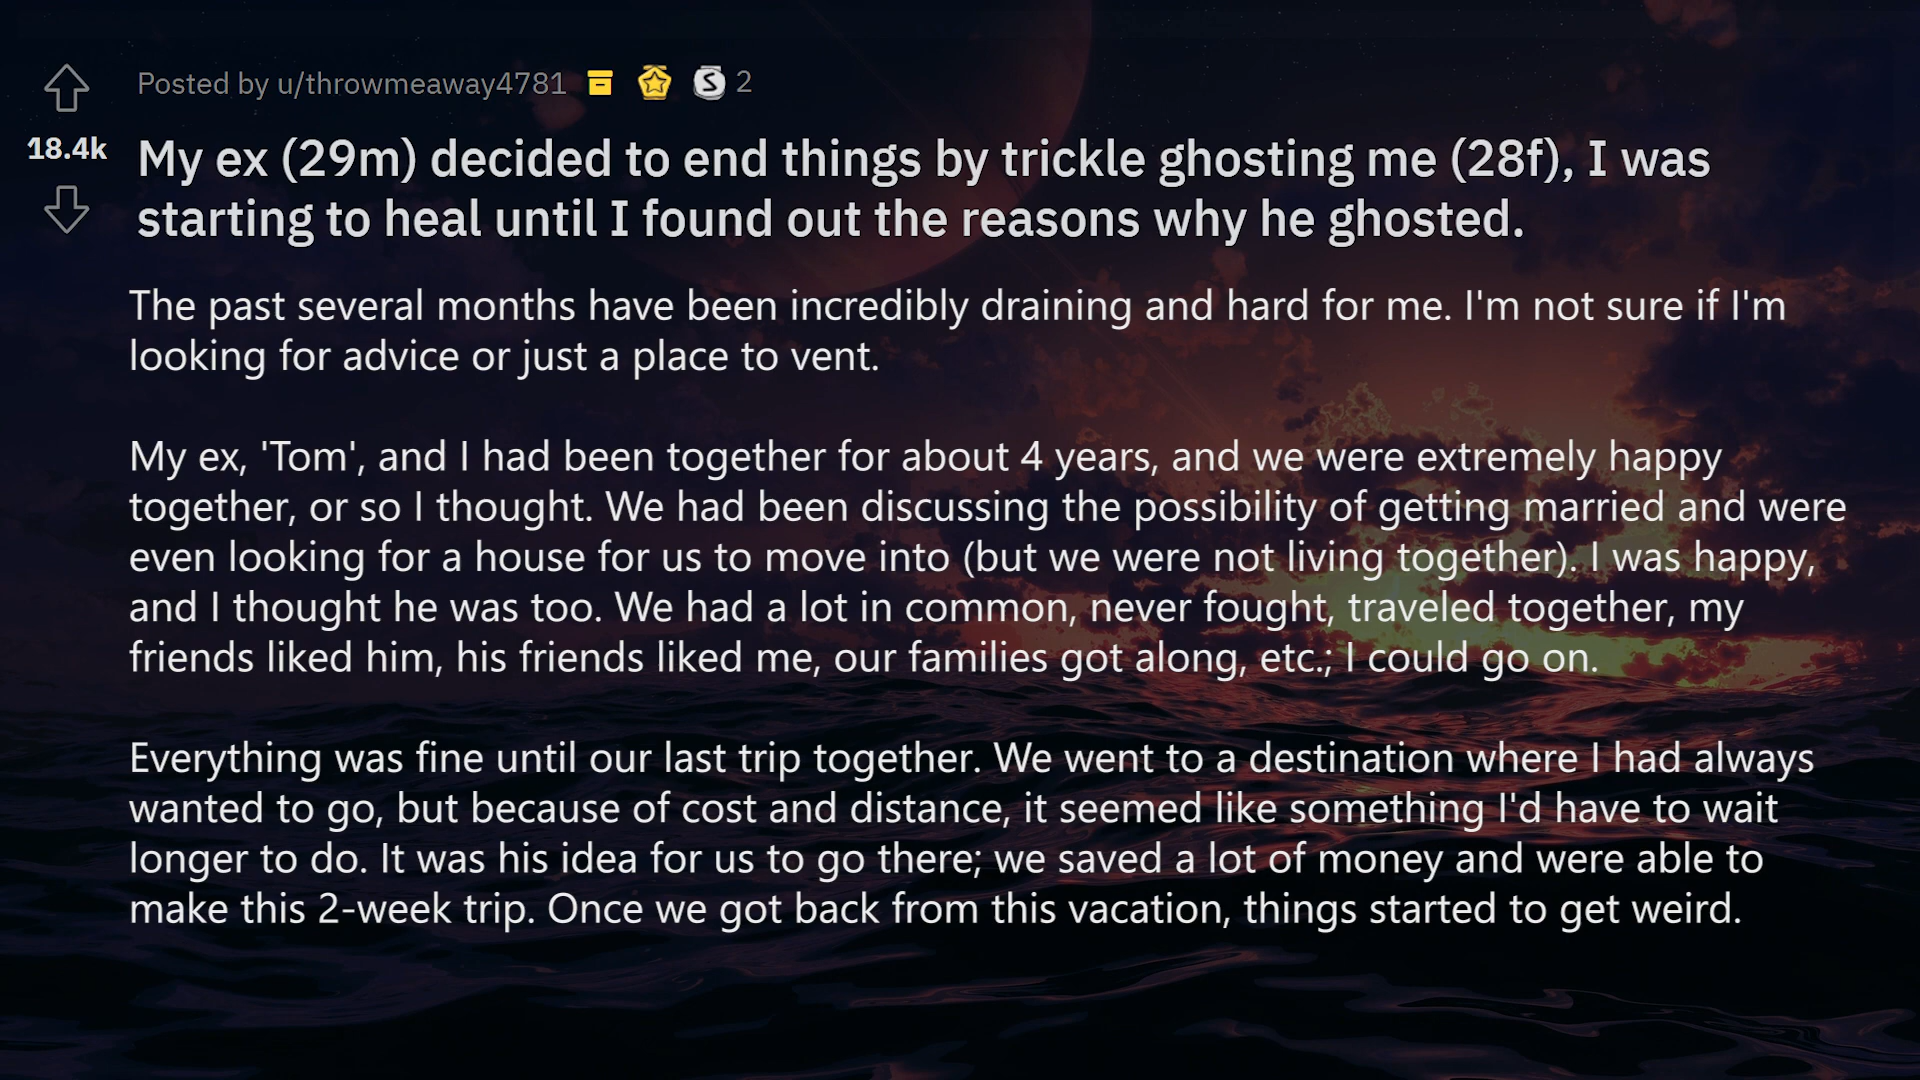 Posted by u/throwmeaway4781 2
18.4k
My ex (29m) decided to end things by trickle ghosting me (28f), I was
starting to heal until I found out the reasons why he ghosted.
The past several months have been incredibly draining and hard for me. I'm not sure if I'm
looking for advice or just a place to vent.
My ex, 'Tom', and I had been together for about 4 years, and we were extremely happy
together, or so I thought. We had been discussing the possibility of getting married and were
even looking for a house for us to move into (but we were not living together). I was happy,
and I thought he was too. We had a lot in common, never fought, traveled together, my
friends liked him, his friends liked me, our families got along, etc.; I could go on.
Everything was fine until our last trip together. We went to a destination where I had always
wanted to go, but because of cost and distance, it seemed like something I'd have to wait
longer to do. It was his idea for us to go there; we saved a lot of money and were able to
make this 2-week trip. Once we got back from this vacation, things started to get weird.